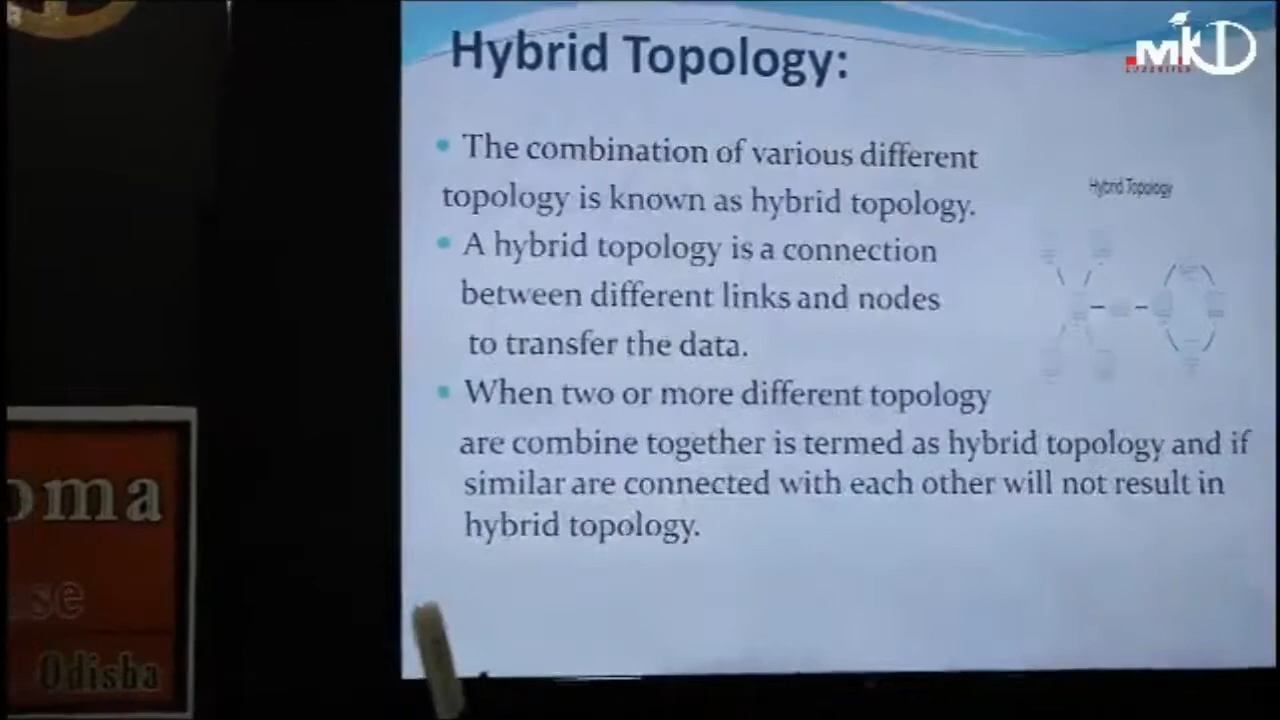 Hybrid Topology:
MKD
• The combination of various different
topology is known as hybrid topology.
Hybrid Topology
• A hybrid topology is a connection
between different links and nodes
to transfer the data.
• When two or more different topology
are combine together is termed as hybrid topology and if
similar are connected with each other will not result in
hybrid topology.
oma
se
Odisha